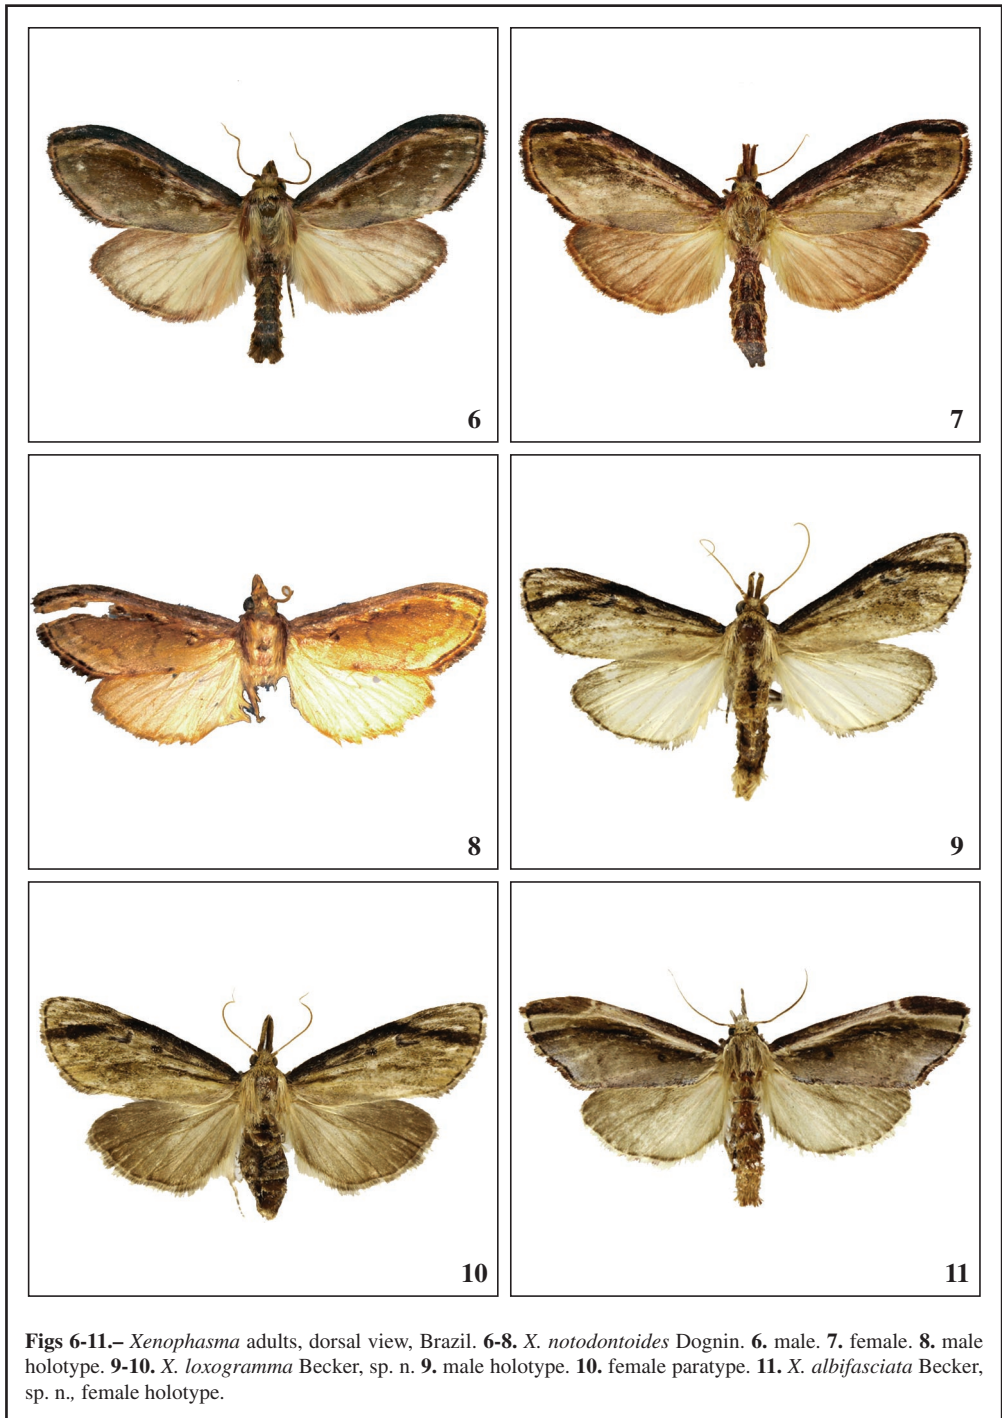 6
7
8
9
10
11
Figs 6-11.– Xenophasma adults, dorsal view, Brazil. 6-8. X. notodontoides Dognin. 6. male. 7. female. 8. male
holotype. 9-10. X. loxogramma Becker, sp. n. 9. male holotype. 10. female paratype. 11. X. albifasciata Becker,
sp. n., female holotype.